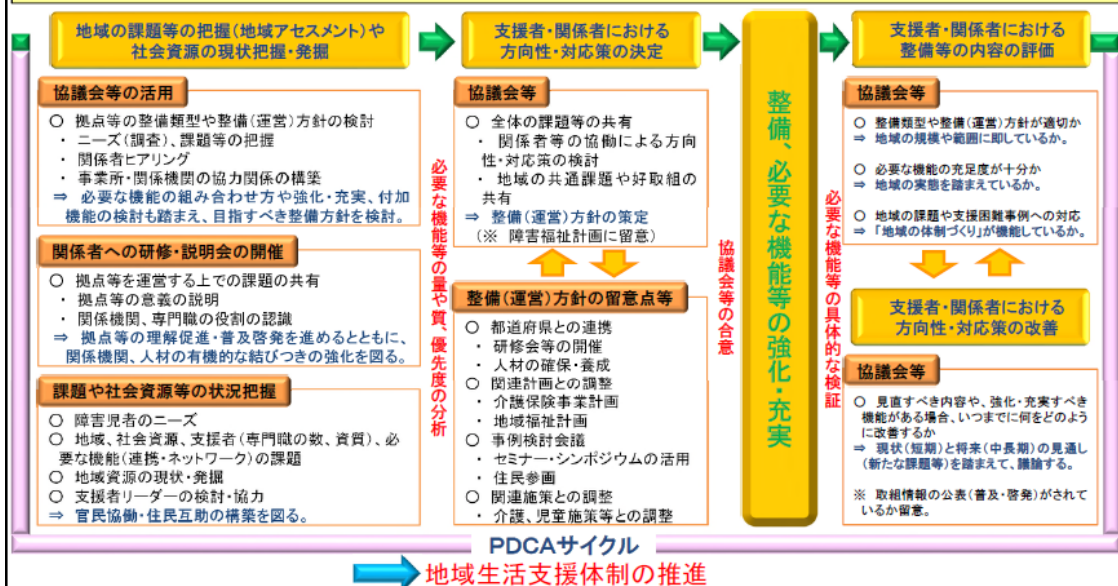 地域の課題等の把握（地域アセスメント）や
社会資源の現状把握・発掘
協議会等の活用
○ 拠点等の整備類型や整備（運営）方針の検討
・ ニーズ（調査）、課題等の把握
・ 関係者ヒアリング
・ 事業所・関係機関の協力関係の構築
⇒ 必要な機能の組み合わせ方や強化・充実、付加
機能の検討も踏まえ、目指すべき整備方針を検討。
関係者への研修・説明会の開催
○ 拠点等を運営する上での課題の共有
・ 拠点等の意義の説明
・ 関係機関、専門職の役割の認識
⇒ 拠点等の理解促進・普及啓発を進めるとともに、
関係機関、人材の有機的な結びつきの強化を図る。
課題や社会資源等の状況把握
○ 障害児者のニーズ
○ 地域、社会資源、支援者（専門職の数、資質）、必
要な機能（連携・ネットワーク）の課題
○ 地域資源の現状・発掘
○ 支援者リーダーの検討・協力
⇒ 官民協働・住民互助の構築を図る。
必要な機能等の量や質、優先度の分析
支援者・関係者における
方向性・対応策の決定
協議会等
○ 全体の課題等の共有
・ 関係者等の協働による方向
性・対応策の検討
・ 地域の共通課題や好取組の
共有
⇒ 整備（運営）方針の策定
（※ 障害福祉計画に留意）
整備（運営）方針の留意点等
○ 都道府県との連携
・ 研修会等の開催
・ 人材の確保・養成
○ 関連計画との調整
・ 介護保険事業計画
・ 地域福祉計画
○ 事例検討会議
・ セミナー・シンポジウムの活用
・ 住民参画
○ 関連施策との調整
・ 介護、児童施策等との調整
協議会等の合意
整備、必要な機能等の強化・充実
必要な機能等の具体的な検証
支援者・関係者における
整備等の内容の評価
協議会等
○ 整備類型や整備（運営）方針が適切か
⇒ 地域の規模や範囲に即しているか。
○ 必要な機能の充足度が十分か
⇒ 地域の実態を踏まえているか。
○ 地域の課題や支援困難事例への対応
⇒ 「地域の体制づくり」が機能しているか。
支援者・関係者における
方向性・対応策の改善
協議会等
○ 見直すべき内容や、強化・充実すべき
機能がある場合、いつまでに何をどのよう
に改善するか
⇒ 現状（短期）と将来（中長期）の見通し
（新たな課題等）を踏まえて、議論する。
※ 取組情報の公表（普及・啓発）がされて
いるか留意。
PDCAサイクル
地域生活支援体制の推進